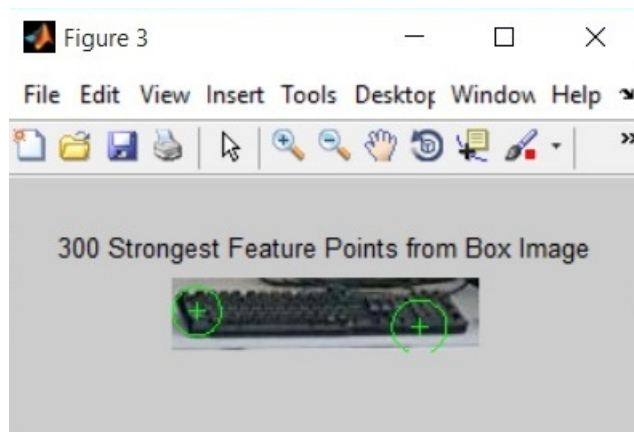 Figure 3
File Edit View Insert Tools Desktop Window Help
300 Strongest Feature Points from Box Image